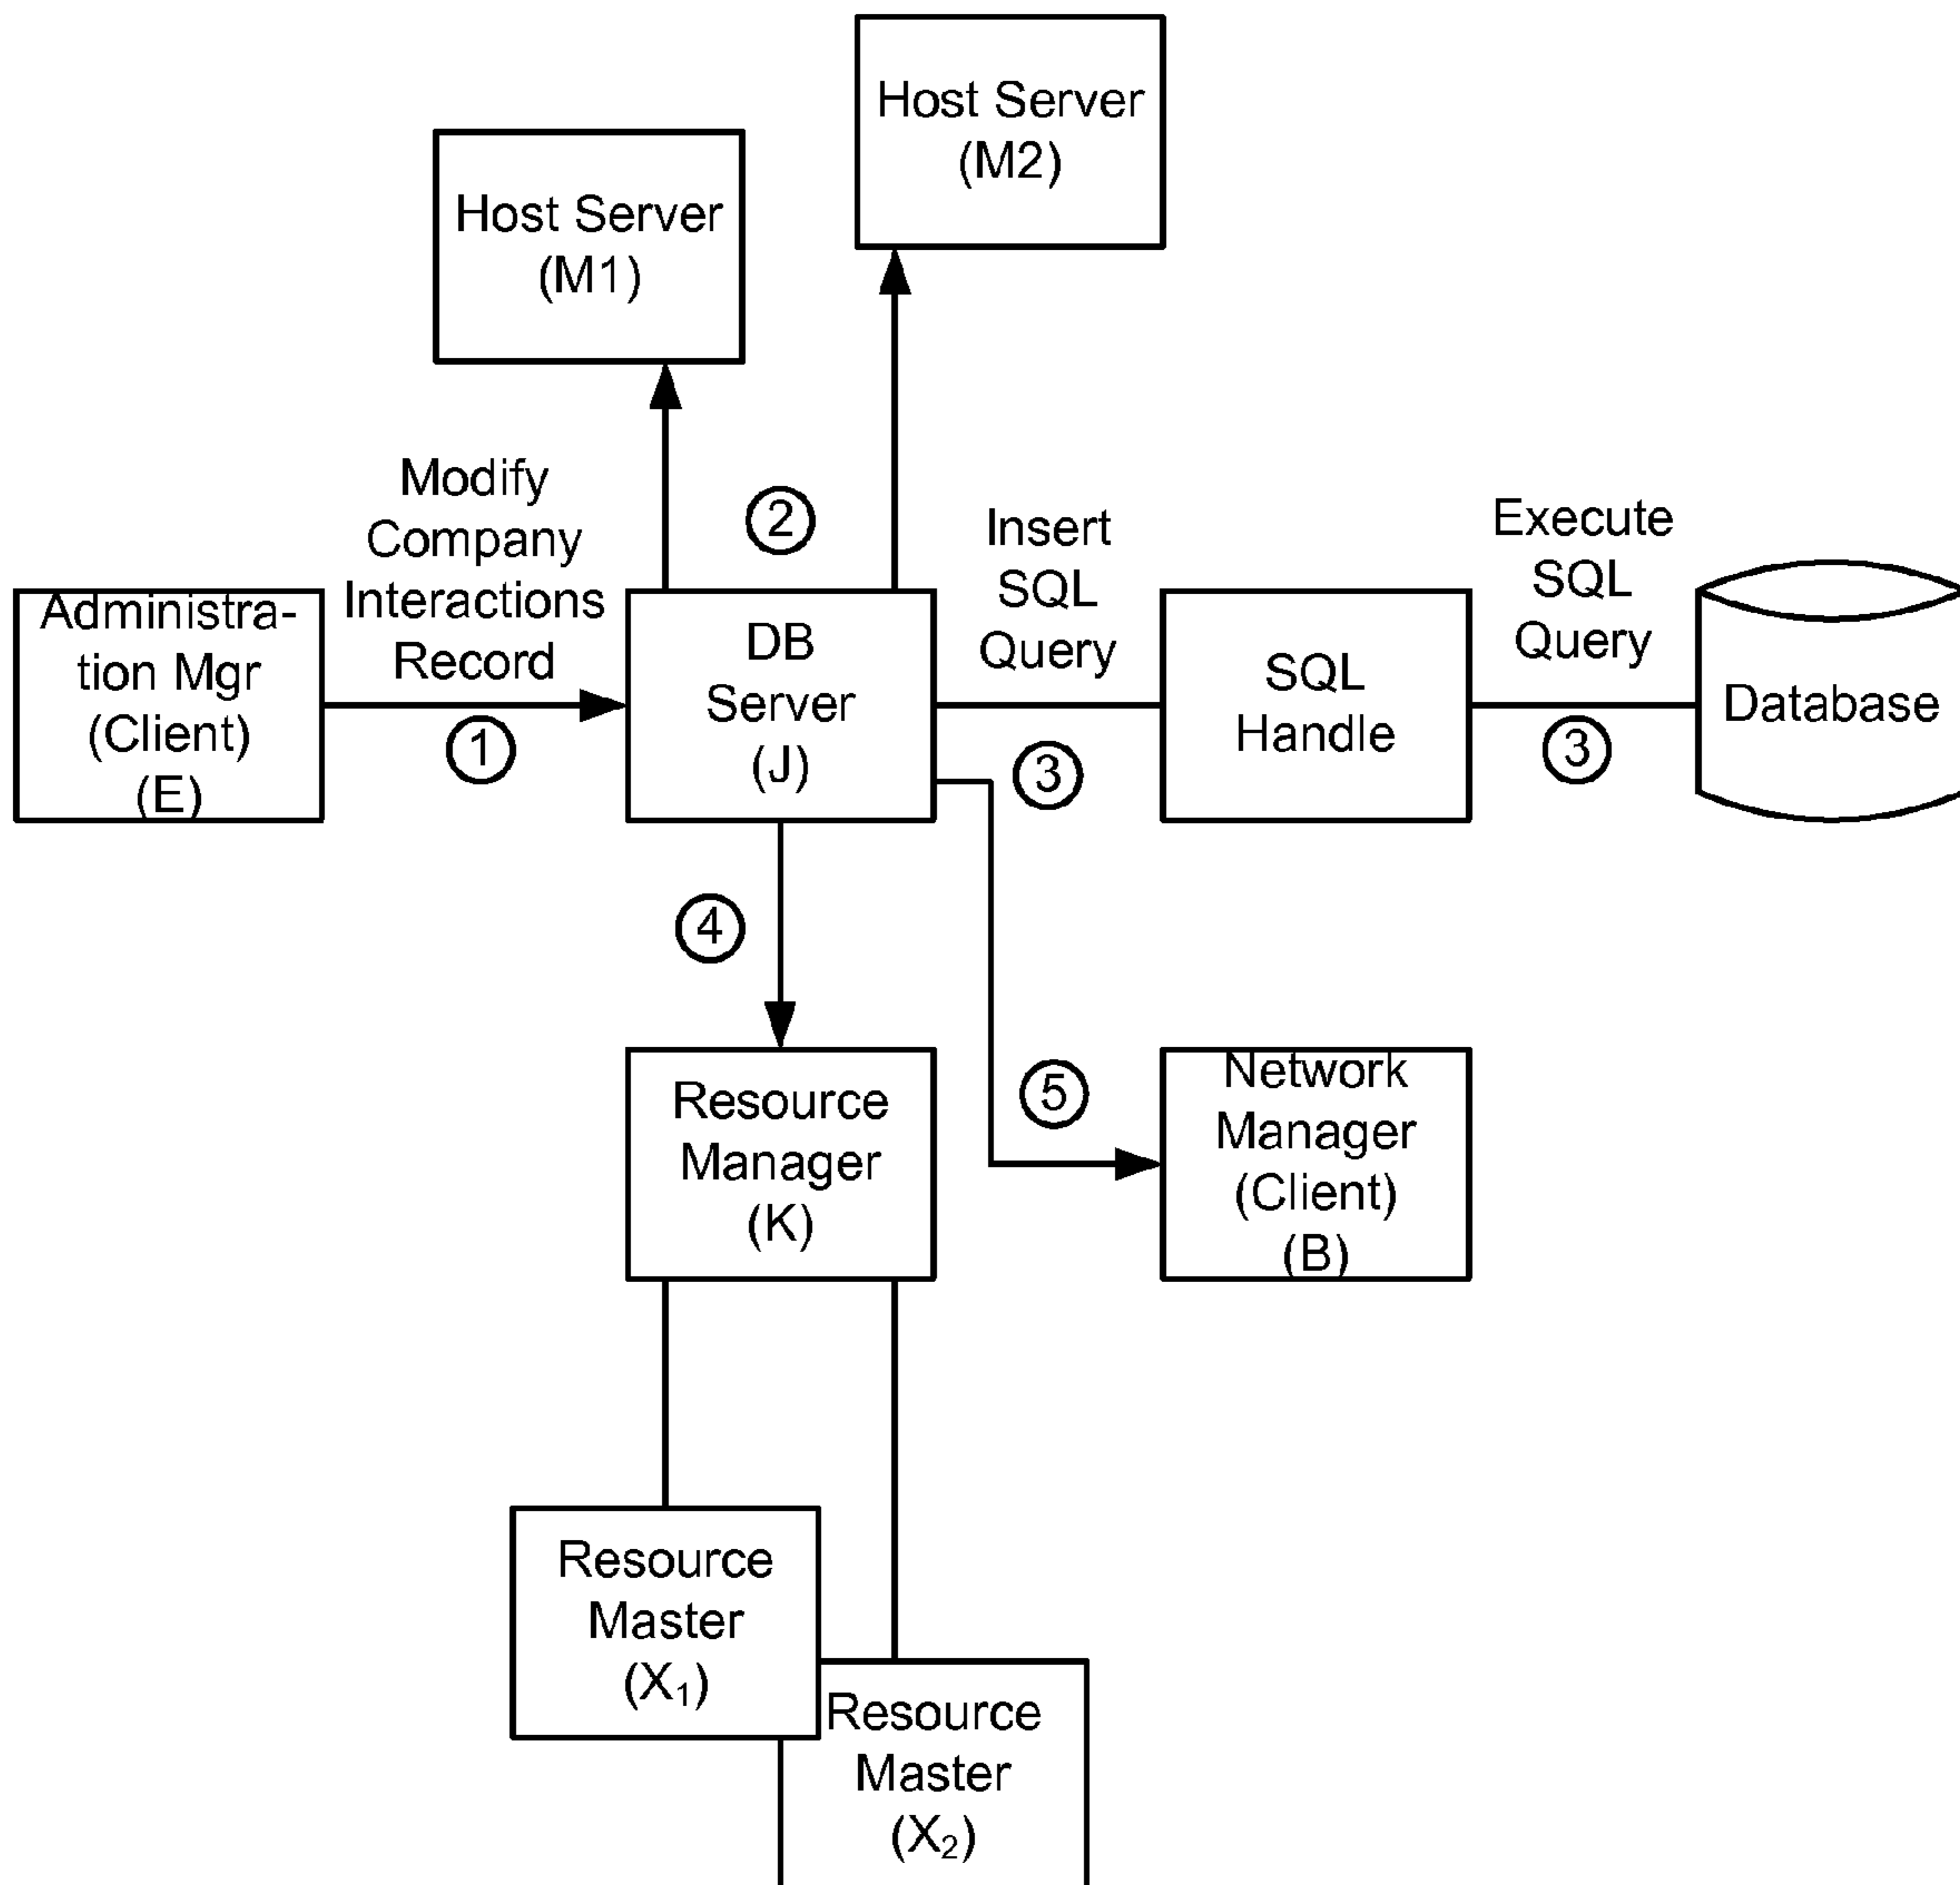 Host Server
(M2)
Host Server
(M1)
Modify
Company
Interactions
Record
2
Insert
SQL
Query
Execute
SQL
Query
Administra-
tion Mgr
(Client)
(E)
1
DB
Server
(J)
3
SQL
Handle
3
Database
4
Resource
Manager
(K)
5
Network
Manager
(Client)
(B)
Resource
Master
(X₁)
Resource
Master
(X₂)